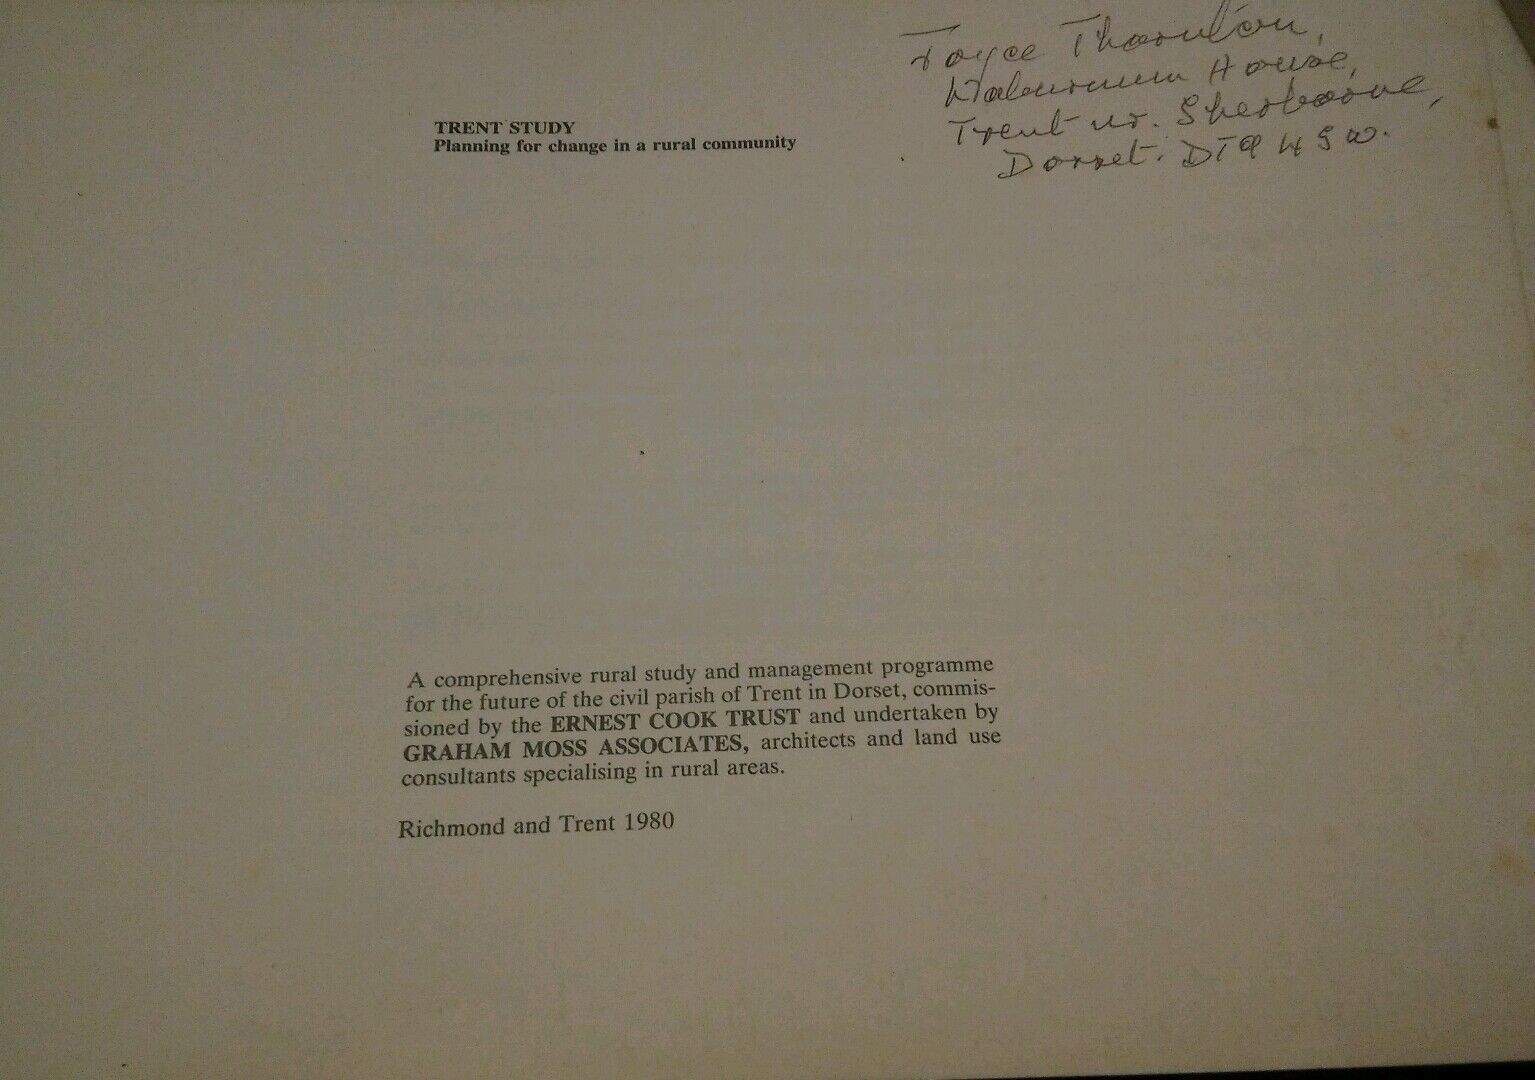 Joyce Thornton,
Laburnum House,
Trent nr. Sherborne,
Dorset. DT9 4SW.
TRENT STUDY
Planning for change in a rural community
A comprehensive rural study and management programme
for the future of the civil parish of Trent in Dorset, commis-
sioned by the ERNEST COOK TRUST and undertaken by
GRAHAM MOSS ASSOCIATES, architects and land use
consultants specialising in rural areas.
Richmond and Trent 1980